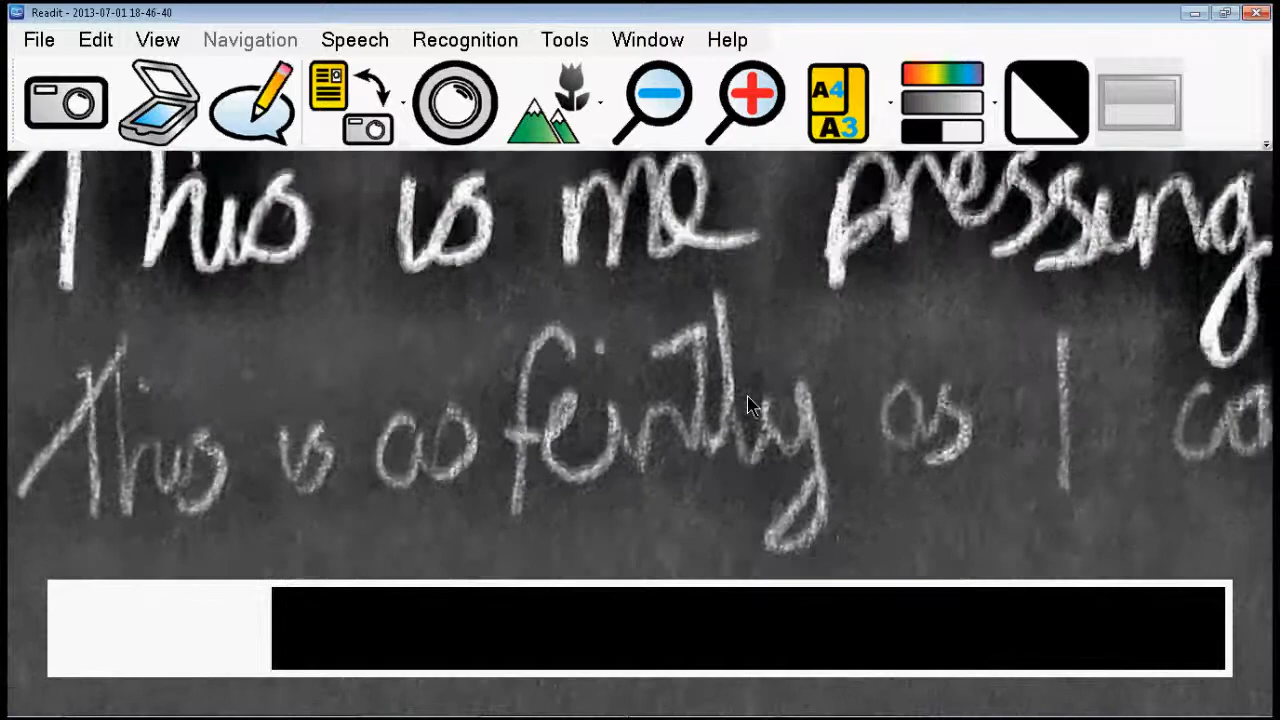 Readit - 2013-07-01 18-46-40
File Edit View Navigation Speech Recognition Tools Window Help
A4
A3
This is me pressing
This is as feintly as I ca